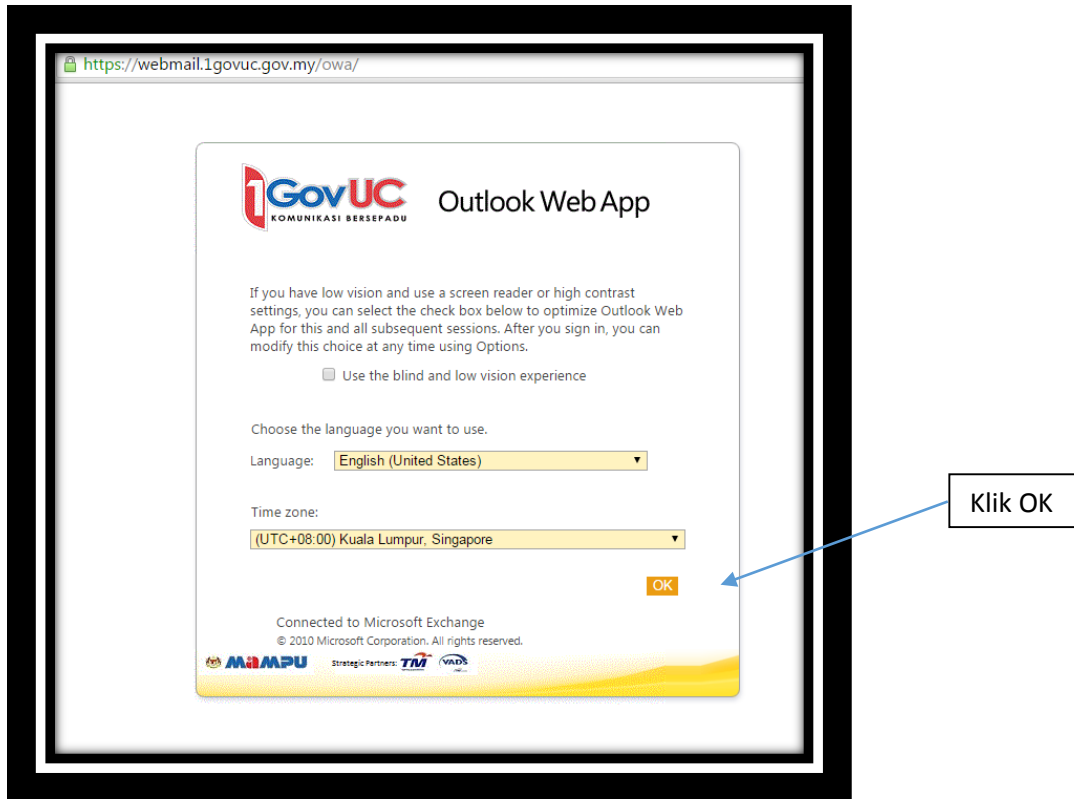 https://webmail.1govuc.gov.my/owa/
1GovUC
KOMUNIKASI BERSEPADU
Outlook Web App
If you have low vision and use a screen reader or high contrast
settings, you can select the check box below to optimize Outlook Web
App for this and all subsequent sessions. After you sign in, you can
modify this choice at any time using Options.
Use the blind and low vision experience
Choose the language you want to use.
Language: English (United States)
Time zone:
(UTC+08:00) Kuala Lumpur, Singapore
Klik OK
OK
Connected to Microsoft Exchange
© 2010 Microsoft Corporation. All rights reserved.
MAMPU Strategic Partners: TM VADS